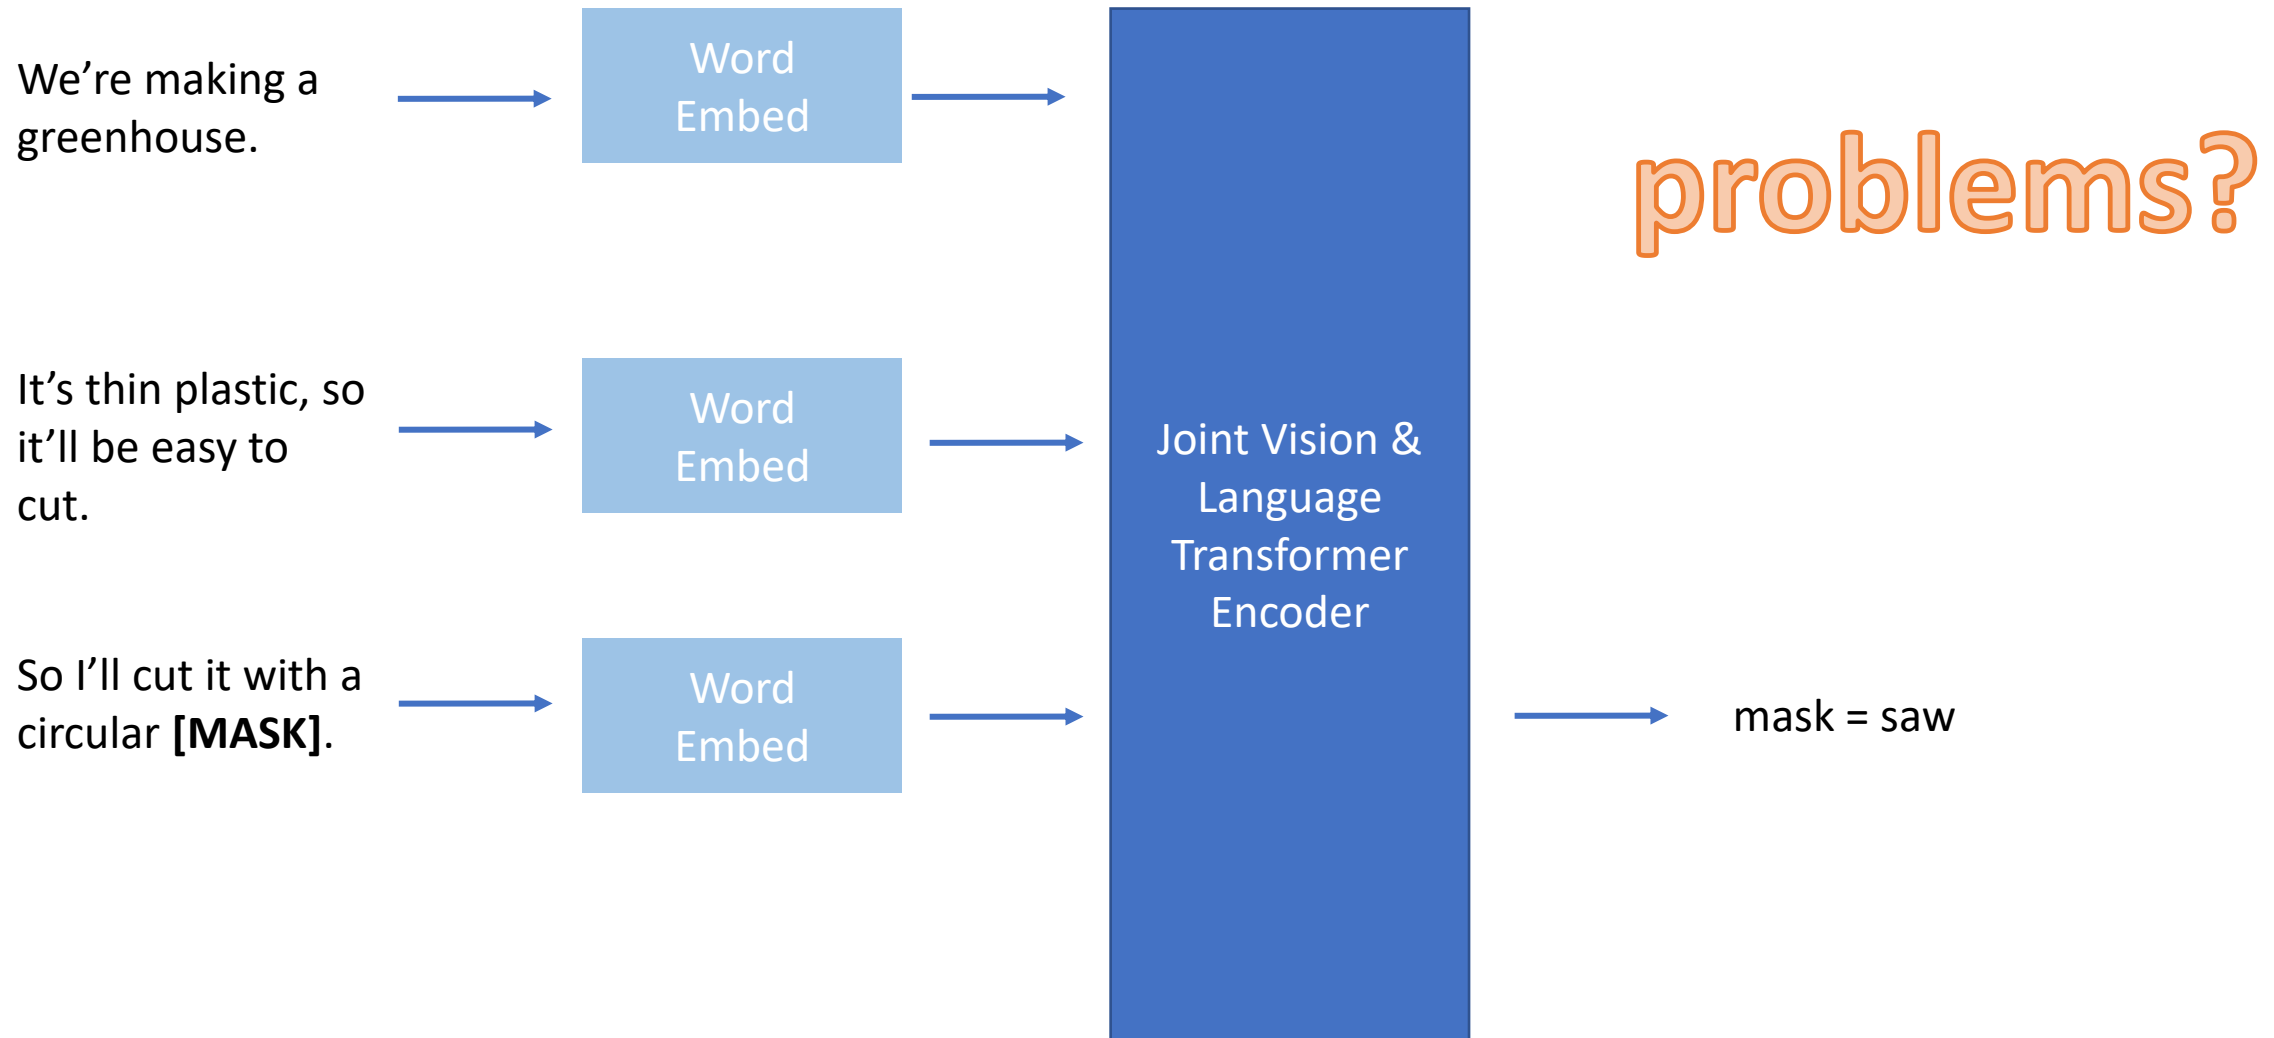 We’re making a
greenhouse.
Word
Embed
problems?
It’s thin plastic, so
it’ll be easy to
cut.
Word
Embed
Joint Vision &
Language
Transformer
Encoder
So I’ll cut it with a
circular [MASK].
Word
Embed
mask = saw